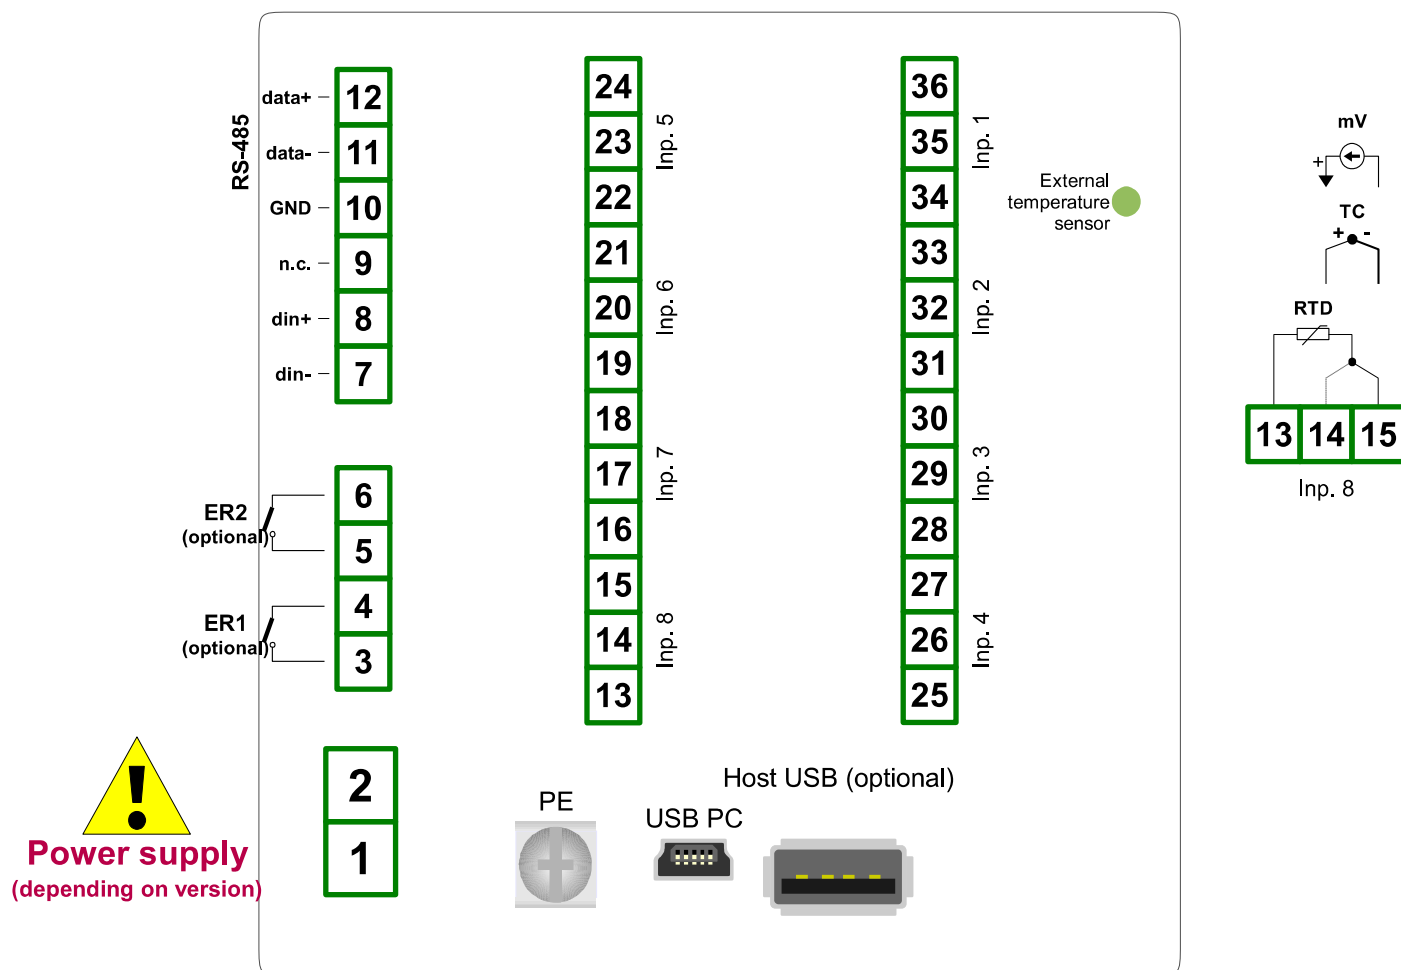 RS-485
data+
12
data-
11
GND
10
n.c.
9
din+
8
din-
7
ER2
(optional)
6
5
ER1
(optional)
4
3
2
1
Power supply
(depending on version)
24
23
22
Inp. 5
21
20
19
Inp. 6
18
17
16
Inp. 7
15
14
13
Inp. 8
36
35
34
Inp. 1
33
32
31
Inp. 2
30
29
28
Inp. 3
27
26
25
Inp. 4
External
temperature
sensor
PE
USB PC
Host USB (optional)
mV
+
TC
+ -
RTD
13 14 15
Inp. 8